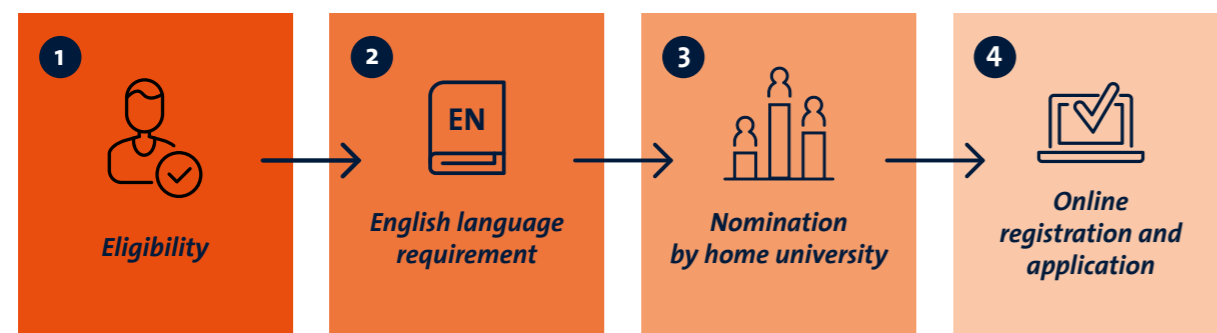 1
Eligibility
2
EN
English language
requirement
3
Nomination
by home university
4
Online
registration and
application